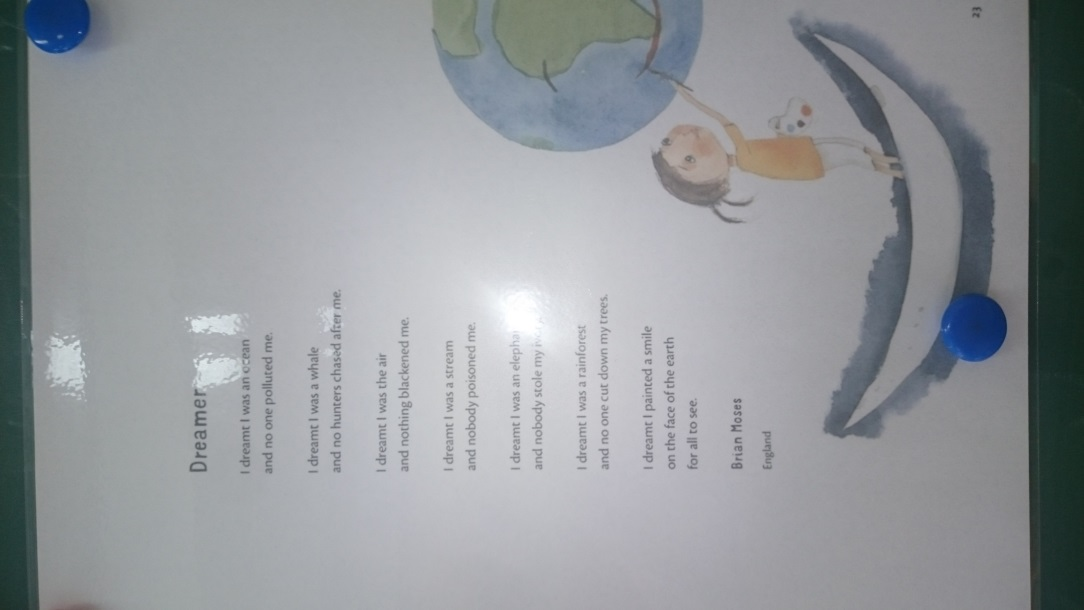 Dreamer
I dreamt I was an ocean
and no one polluted me.
I dreamt I was a whale
and no hunters chased after me.
I dreamt I was the air
and nothing blackened me.
I dreamt I was a stream
and nobody poisoned me.
I dreamt I was an elephant
and nobody stole my
I dreamt I was a rainforest
and no one cut down my trees.
I dreamt I painted a smile
on the face of the earth
for all to see.
Brian Moses
England
23